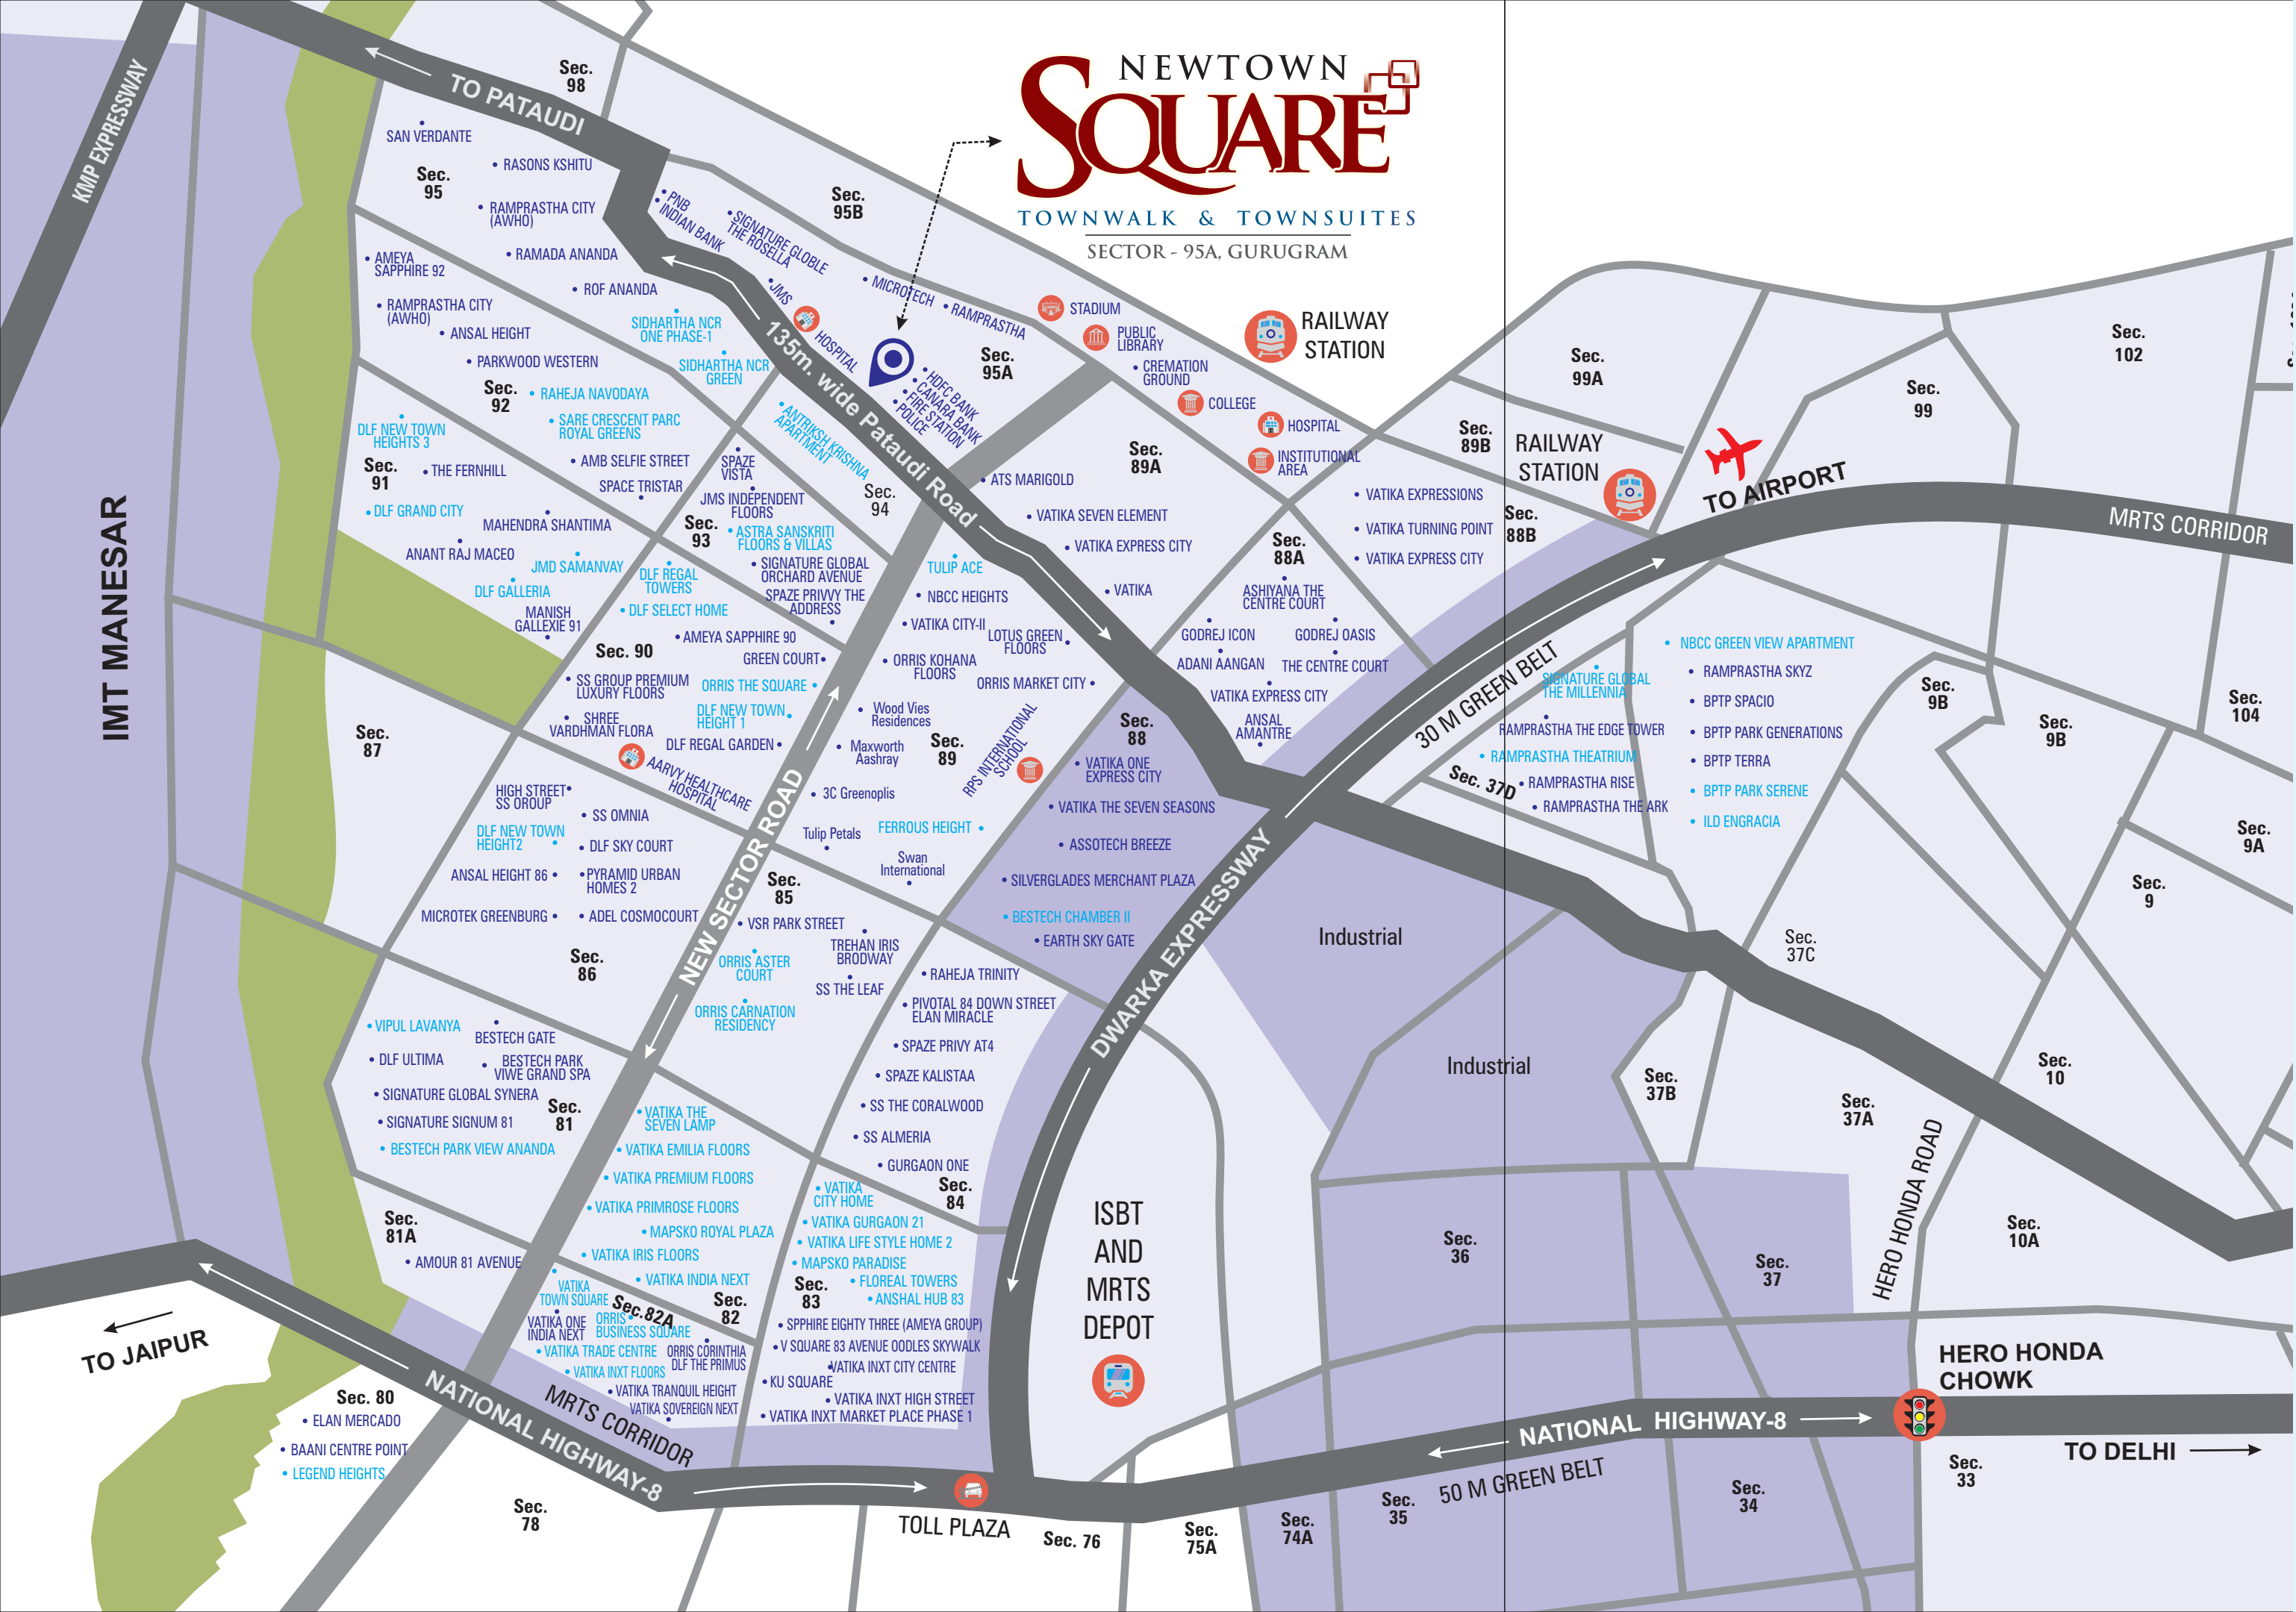 NEWTOWN
SQUARE
TOWNWALK & TOWNSUITES
SECTOR - 95A, GURUGRAM
KMP EXPRESSWAY
TO PATAUDI
Sec.
98
SAN VERDANTE
RASONS KSHITU
Sec.
95
RAMPRASTHA CITY
(AWHO)
RAMADA ANANDA
ROF ANANDA
SIDHARTHA NCR
ONE PHASE-1
SIDHARTHA NCR
GREEN
PNB
INDIAN BANK
SIGNATURE GLOBLE
THE ROSELLA
JMS
HOSPITAL
Sec.
95B
MICROTECH
RAMPRASTHA
Sec.
95A
HDFC BANK
CANARA BANK
FIRE STATION
POLICE
135m. wide Pataudi Road
STADIUM
PUBLIC
LIBRARY
CREMATION
GROUND
COLLEGE
HOSPITAL
INSTITUTIONAL
AREA
RAILWAY
STATION
AMEYA
SAPPHIRE 92
RAMPRASTHA CITY
(AWHO)
ANSAL HEIGHT
PARKWOOD WESTERN
Sec.
92
RAHEJA NAVODAYA
SARE CRESCENT PARC
ROYAL GREENS
AMB SELFIE STREET
SPACE TRISTAR
DLF NEW TOWN
HEIGHTS 3
Sec.
91
THE FERNHILL
DLF GRAND CITY
MAHENDRA SHANTIMA
ANANT RAJ MACEO
JMD SAMANVAY
DLF GALLERIA
MANISH
GALLEXIE 91
ANTRIKSH KRISHNA
APARTMENT
Sec.
94
SPAZE
VISTA
JMS INDEPENDENT
FLOORS
Sec.
93
ASTRA SANSKRITI
FLOORS & VILLAS
SIGNATURE GLOBAL
ORCHARD AVENUE
SPAZE PRIVVY THE
ADDRESS
DLF REGAL
TOWERS
DLF SELECT HOME
AMEYA SAPPHIRE 90
Sec. 90
GREEN COURT
SS GROUP PREMIUM
LUXURY FLOORS
ORRIS THE SQUARE
DLF NEW TOWN
HEIGHT 1
SHREE
VARDHMAN FLORA
DLF REGAL GARDEN
AARVY HEALTHCARE
HOSPITAL
IMT MANESAR
Sec.
87
Sec.
89A
ATS MARIGOLD
VATIKA SEVEN ELEMENT
VATIKA EXPRESS CITY
VATIKA
TULIP ACE
NBCC HEIGHTS
VATIKA CITY-II
LOTUS GREEN
FLOORS
ORRIS KOHANA
FLOORS
ORRIS MARKET CITY
Wood Vies
Residences
Maxworth
Aashray
Sec.
89
RPS INTERNATIONAL
SCHOOL
3C Greenoplis
Tulip Petals
FERROUS HEIGHT
Swan
International
Sec.
88A
ASHIYANA THE
CENTRE COURT
GODREJ ICON
GODREJ OASIS
ADANI AANGAN
THE CENTRE COURT
VATIKA EXPRESS CITY
ANSAL
AMANTRE
Sec.
89B
VATIKA EXPRESSIONS
VATIKA TURNING POINT
VATIKA EXPRESS CITY
Sec.
88B
RAILWAY
STATION
Sec.
99A
Sec.
99
Sec.
102
TO AIRPORT
MRTS CORRIDOR
30 M GREEN BELT
SIGNATURE GLOBAL
THE MILLENNIA
RAMPRASTHA THE EDGE TOWER
RAMPRASTHA THEATRIUM
Sec. 37D
RAMPRASTHA RISE
RAMPRASTHA THE ARK
NBCC GREEN VIEW APARTMENT
RAMPRASTHA SKYZ
BPTP SPACIO
BPTP PARK GENERATIONS
BPTP TERRA
BPTP PARK SERENE
ILD ENGRACIA
Sec.
9B
Sec.
9B
Sec.
104
Sec.
9A
Sec.
9
Sec.
88
VATIKA ONE
EXPRESS CITY
VATIKA THE SEVEN SEASONS
ASSOTECH BREEZE
SILVERGLADES MERCHANT PLAZA
BESTECH CHAMBER II
EARTH SKY GATE
DWARKA EXPRESSWAY
Industrial
Industrial
Sec.
37C
Sec.
37B
Sec.
37A
Sec.
10
Sec.
10A
HERO HONDA ROAD
HIGH STREET
SS OROUP
SS OMNIA
DLF NEW TOWN
HEIGHT2
DLF SKY COURT
ANSAL HEIGHT 86
PYRAMID URBAN
HOMES 2
MICROTEK GREENBURG
ADEL COSMOCOURT
Sec.
86
NEW SECTOR ROAD
Sec.
85
VSR PARK STREET
TREHAN IRIS
BRODWAY
ORRIS ASTER
COURT
SS THE LEAF
ORRIS CARNATION
RESIDENCY
RAHEJA TRINITY
PIVOTAL 84 DOWN STREET
ELAN MIRACLE
SPAZE PRIVY AT4
SPAZE KALISTAA
SS THE CORALWOOD
SS ALMERIA
GURGAON ONE
Sec.
84
VIPUL LAVANYA
BESTECH GATE
DLF ULTIMA
BESTECH PARK
VIWE GRAND SPA
SIGNATURE GLOBAL SYNERA
SIGNATURE SIGNUM 81
Sec.
81
BESTECH PARK VIEW ANANDA
Sec.
81A
AMOUR 81 AVENUE
VATIKA THE
SEVEN LAMP
VATIKA EMILIA FLOORS
VATIKA PREMIUM FLOORS
VATIKA PRIMROSE FLOORS
MAPSKO ROYAL PLAZA
VATIKA IRIS FLOORS
VATIKA INDIA NEXT
Sec.
82
VATIKA
TOWN SQUARE
Sec.82A
VATIKA ONE
INDIA NEXT
ORRIS
BUSINESS SQUARE
VATIKA TRADE CENTRE
ORRIS CORINTHIA
DLF THE PRIMUS
VATIKA INXT FLOORS
VATIKA TRANQUIL HEIGHT
VATIKA SOVEREIGN NEXT
VATIKA
CITY HOME
VATIKA GURGAON 21
VATIKA LIFE STYLE HOME 2
MAPSKO PARADISE
Sec.
83
FLOREAL TOWERS
ANSHAL HUB 83
SPPHIRE EIGHTY THREE (AMEYA GROUP)
V SQUARE 83 AVENUE OODLES SKYWALK
VATIKA INXT CITY CENTRE
KU SQUARE
VATIKA INXT HIGH STREET
VATIKA INXT MARKET PLACE PHASE 1
ISBT
AND
MRTS
DEPOT
Sec.
36
Sec.
37
HERO HONDA
CHOWK
NATIONAL HIGHWAY-8
TO DELHI
50 M GREEN BELT
Sec.
33
Sec.
34
Sec.
35
Sec.
74A
Sec.
75A
Sec. 76
TOLL PLAZA
Sec.
78
MRTS CORRIDOR
NATIONAL HIGHWAY-8
TO JAIPUR
Sec. 80
ELAN MERCADO
BAANI CENTRE POINT
LEGEND HEIGHTS